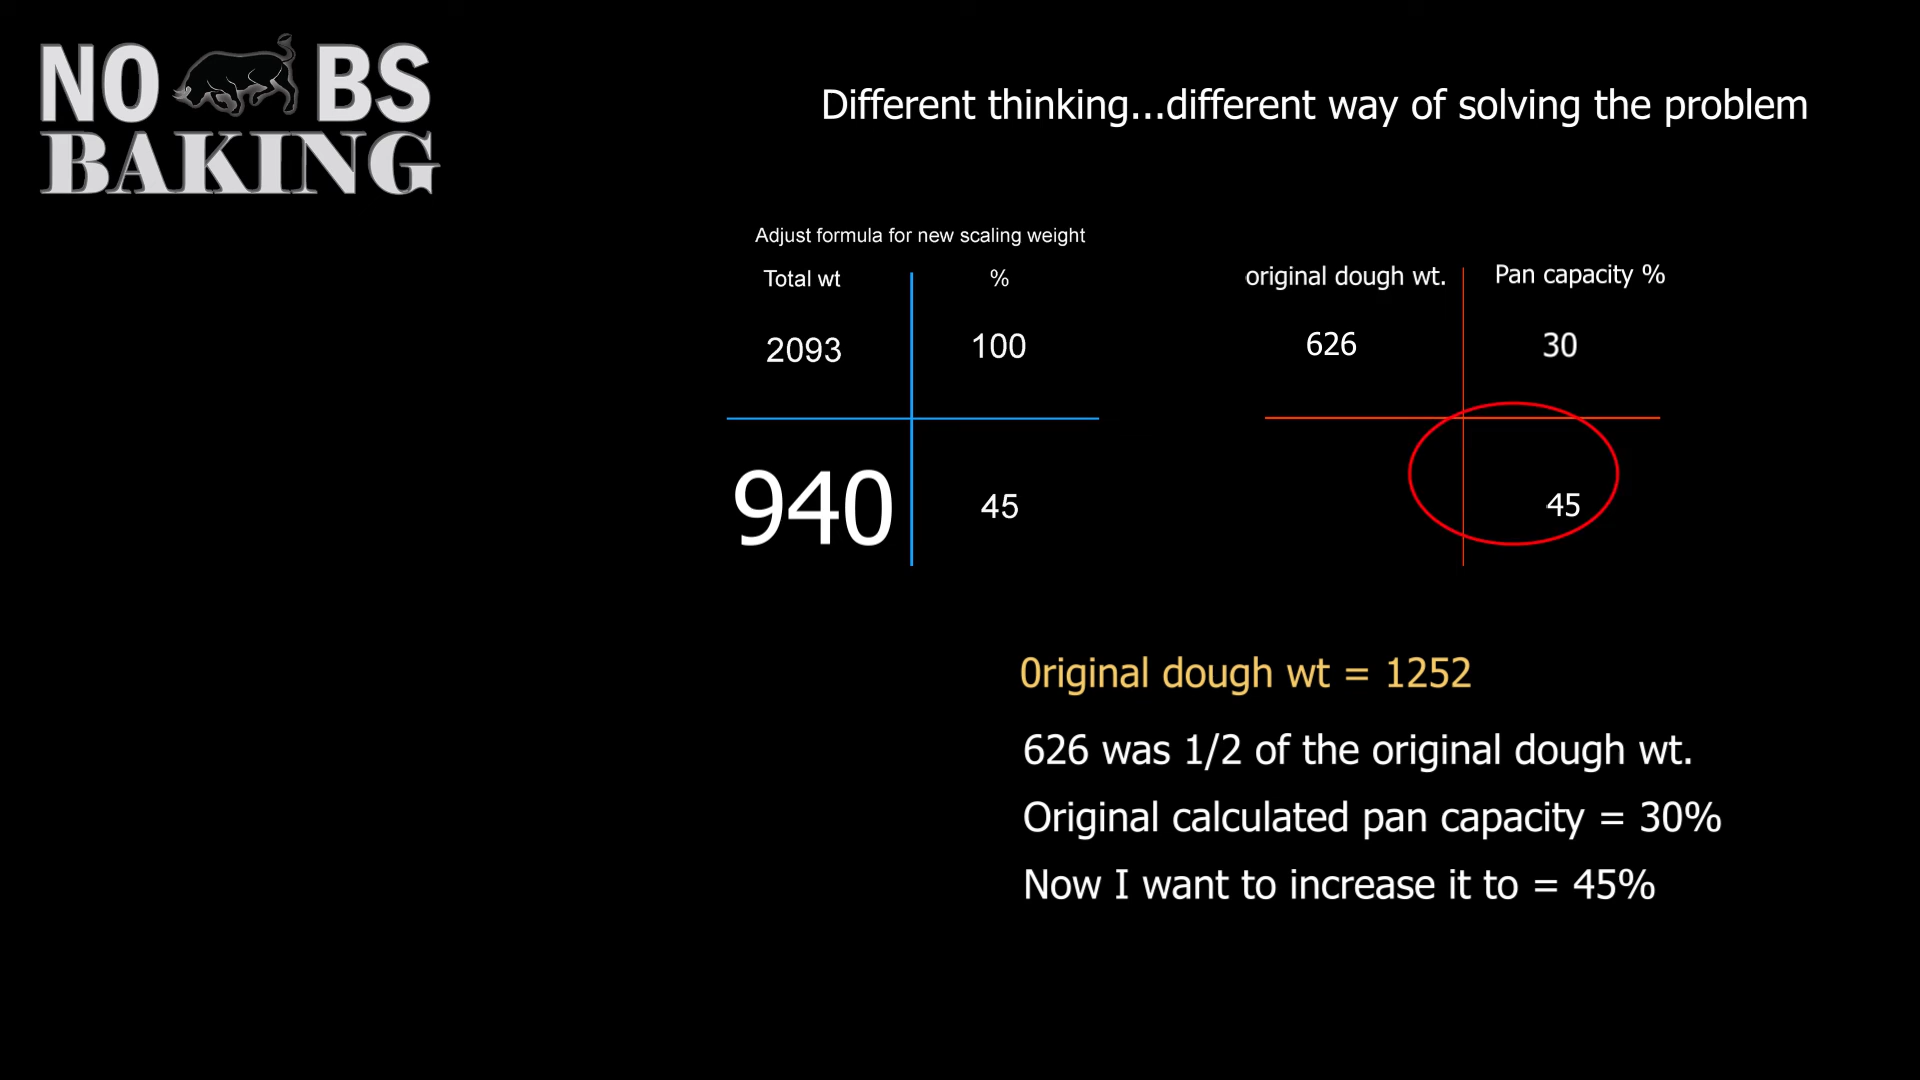 NO BS
BAKING
Different thinking...different way of solving the problem
Adjust formula for new scaling weight
Total wt %
2093 100
940 45
original dough wt. Pan capacity %
626 30
45
0riginal dough wt = 1252
626 was 1/2 of the original dough wt.
Original calculated pan capacity = 30%
Now I want to increase it to = 45%